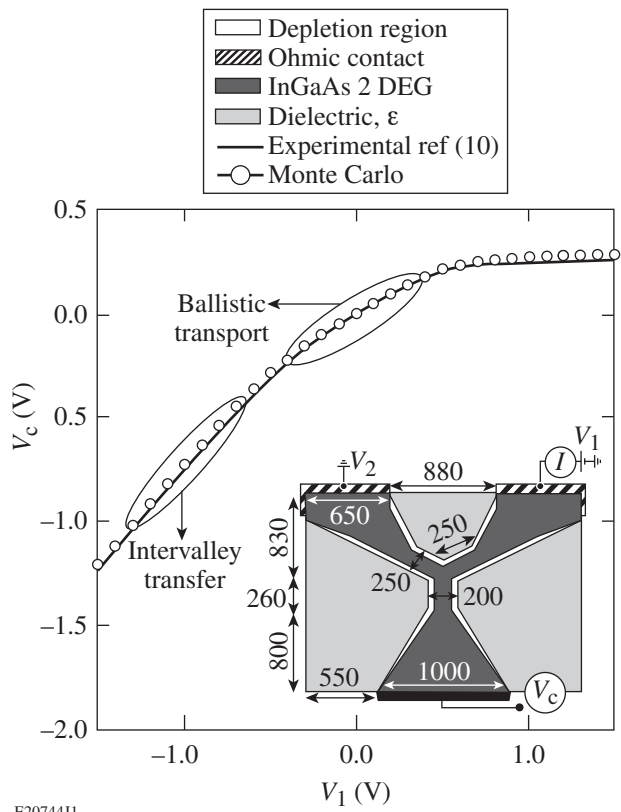 Depletion region
Ohmic contact
InGaAs 2 DEG
Dielectric, ε
Experimental ref (10)
Monte Carlo
0.5
0.0
0.5
−1.0
−1.5
−2.0
V_c (V)
Ballistic
transport
Intervalley
transfer
V_2
880
I
V_1
650
250
830
250
260
200
800
550
1000
V_c
−1.0
0.0
1.0
V_1 (V)
E20744J1